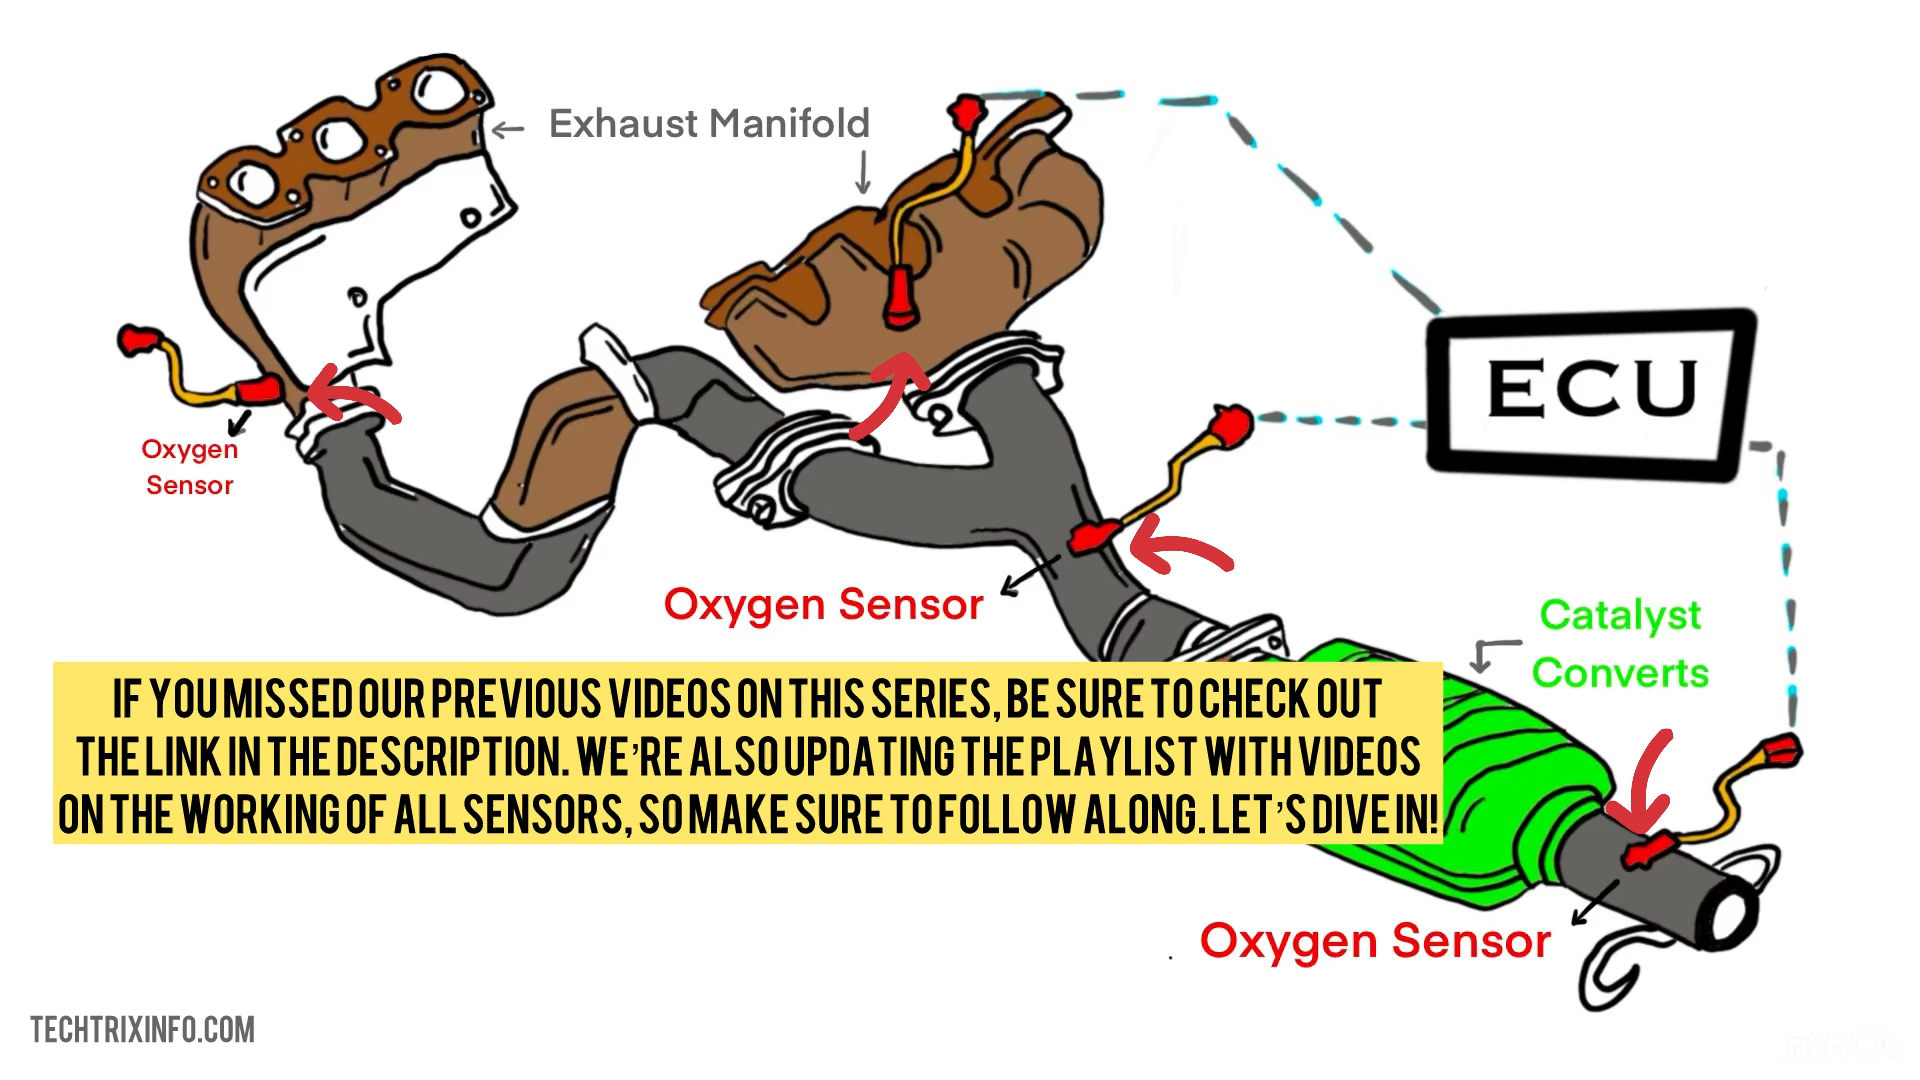 Exhaust Manifold
ECU
Oxygen
Sensor
Oxygen Sensor
Catalyst
Converts
IF YOU MISSED OUR PREVIOUS VIDEOS ON THIS SERIES, BE SURE TO CHECK OUT
THE LINK IN THE DESCRIPTION. WE'RE ALSO UPDATING THE PLAYLIST WITH VIDEOS
ON THE WORKING OF ALL SENSORS, SO MAKE SURE TO FOLLOW ALONG. LET'S DIVE IN!
Oxygen Sensor
TECHTRIXINFO.COM
InShOt